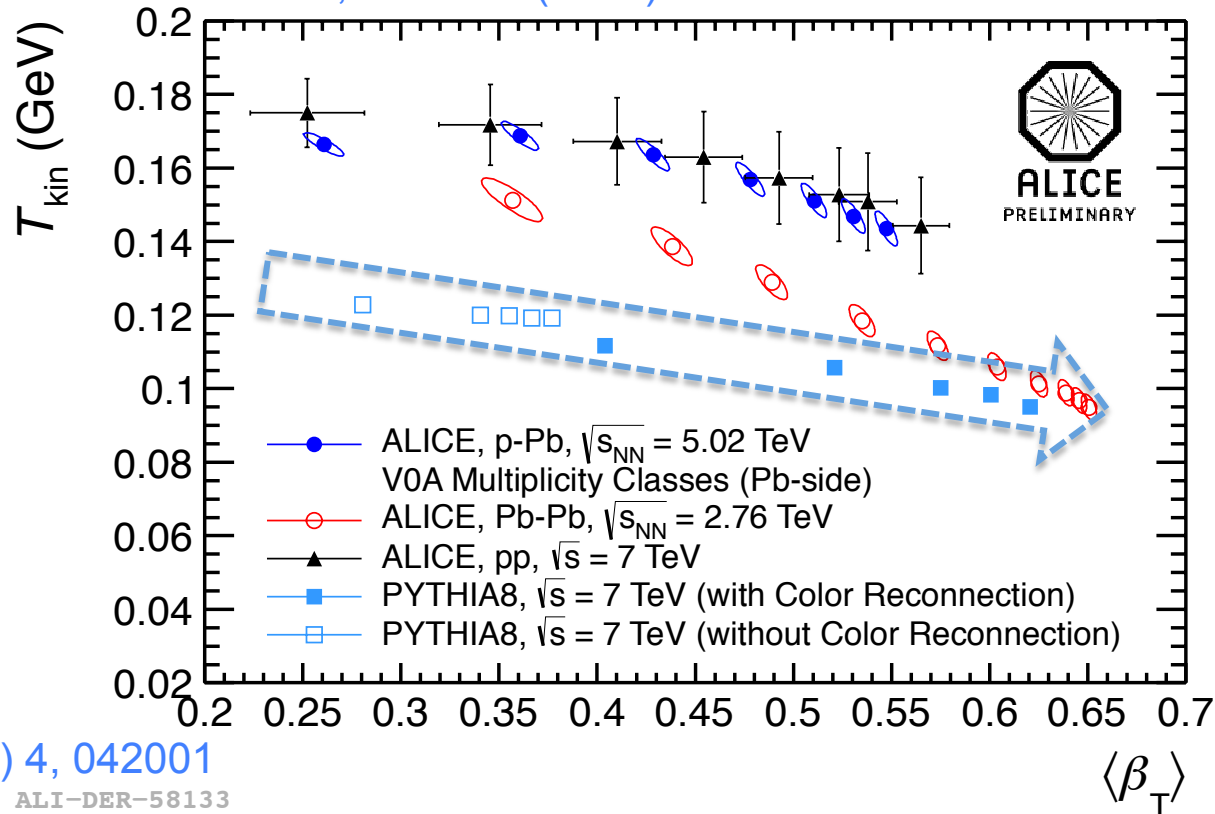 T_kin (GeV)
0.2
0.18
0.16
0.14
0.12
0.1
0.08
0.06
0.04
0.02
ALICE
PRELIMINARY
ALICE, p-Pb, √s_NN = 5.02 TeV
V0A Multiplicity Classes (Pb-side)
ALICE, Pb-Pb, √s_NN = 2.76 TeV
ALICE, pp, √s = 7 TeV
PYTHIA8, √s = 7 TeV (with Color Reconnection)
PYTHIA8, √s = 7 TeV (without Color Reconnection)
0.2 0.25 0.3 0.35 0.4 0.45 0.5 0.55 0.6 0.65 0.7
⟨β_T⟩
) 4, 042001
ALI-DER-58133